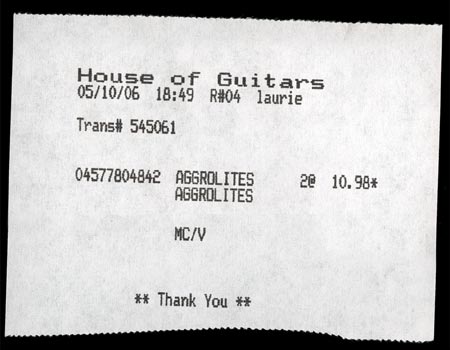 House of Guitars
05/10/06 18:49 R#04 laurie
Trans# 545061
04577804842 AGGROLITES 2@ 10.98*
AGGROLITES
MC/V
** Thank You **